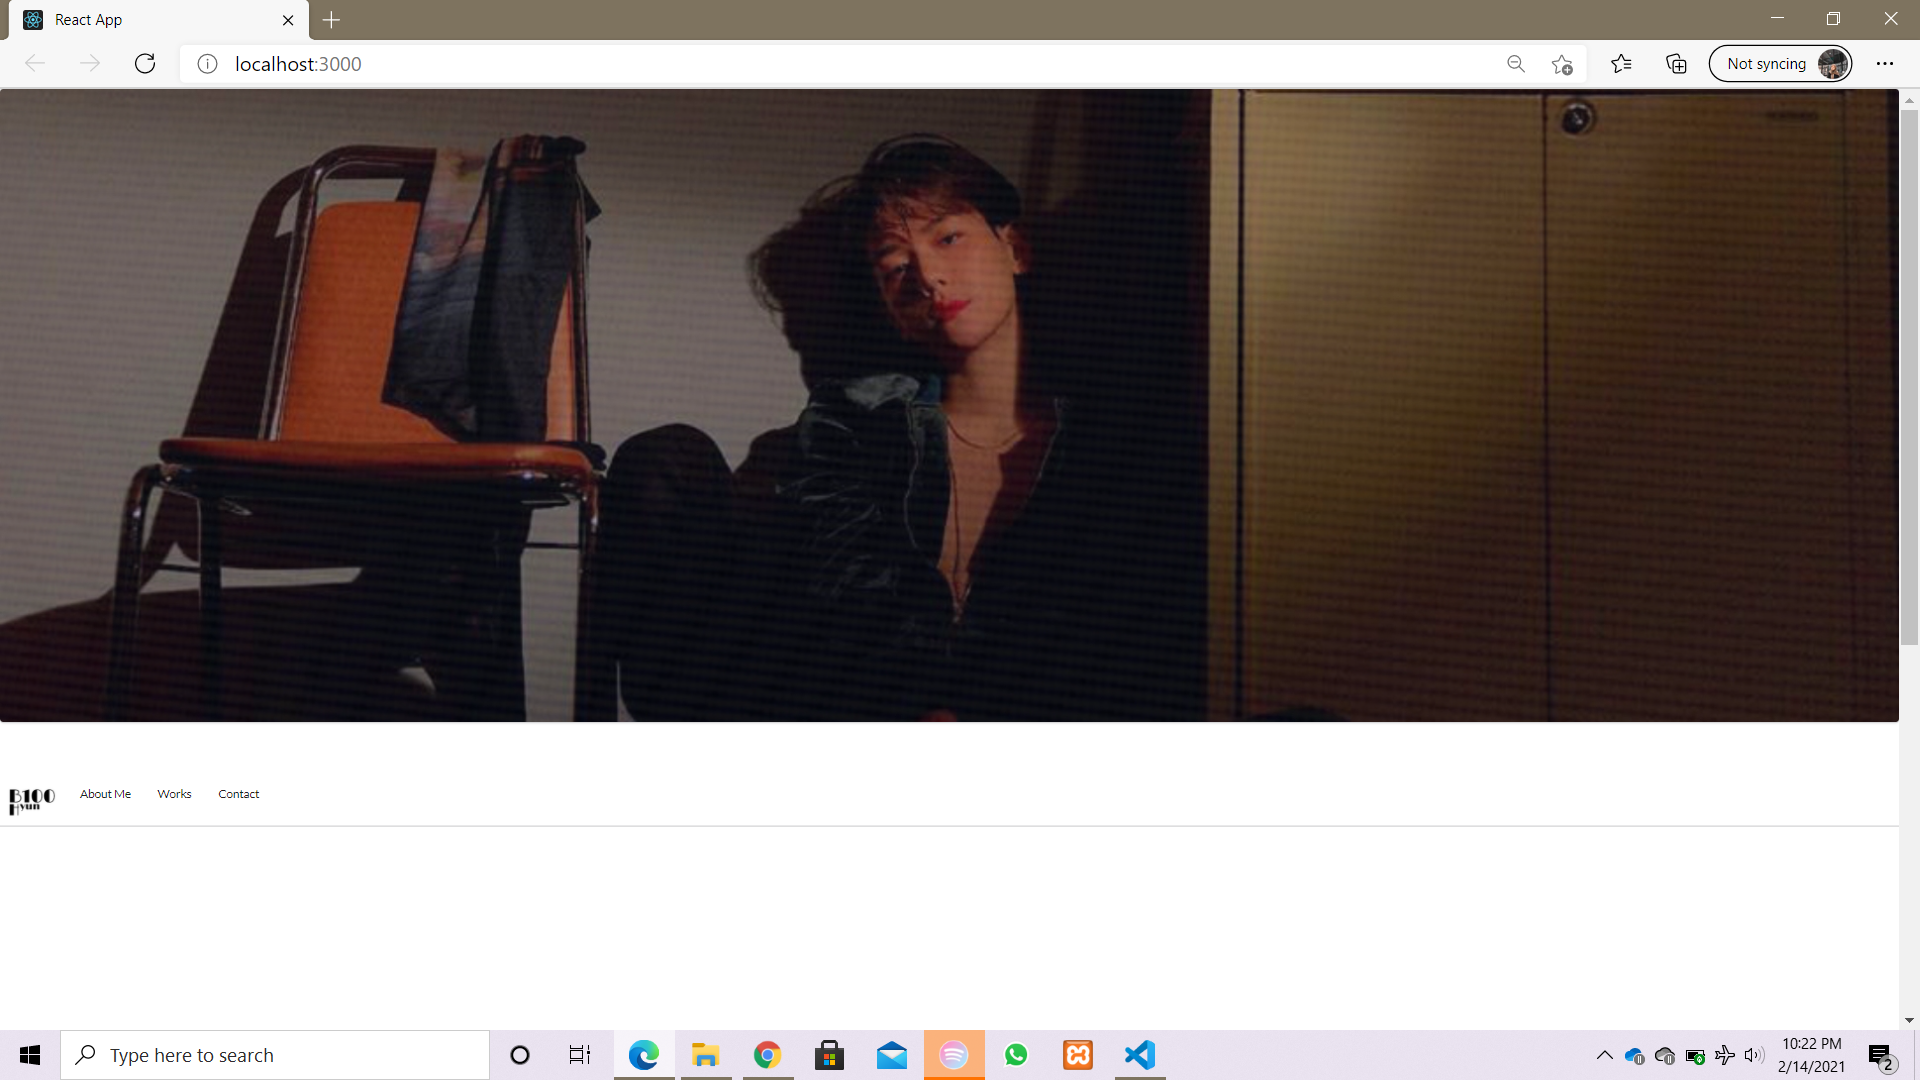 React App
localhost:3000
Not syncing
B100
Hyun
About Me
Works
Contact
Type here to search
10:22 PM
2/14/2021
2